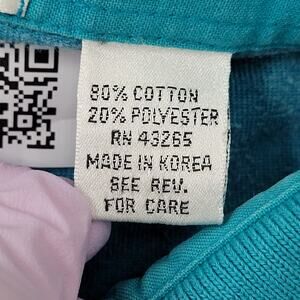 80% COTTON
20% POLYESTER
RN 43265
MADE IN KOREA
SEE REV.
FOR CARE